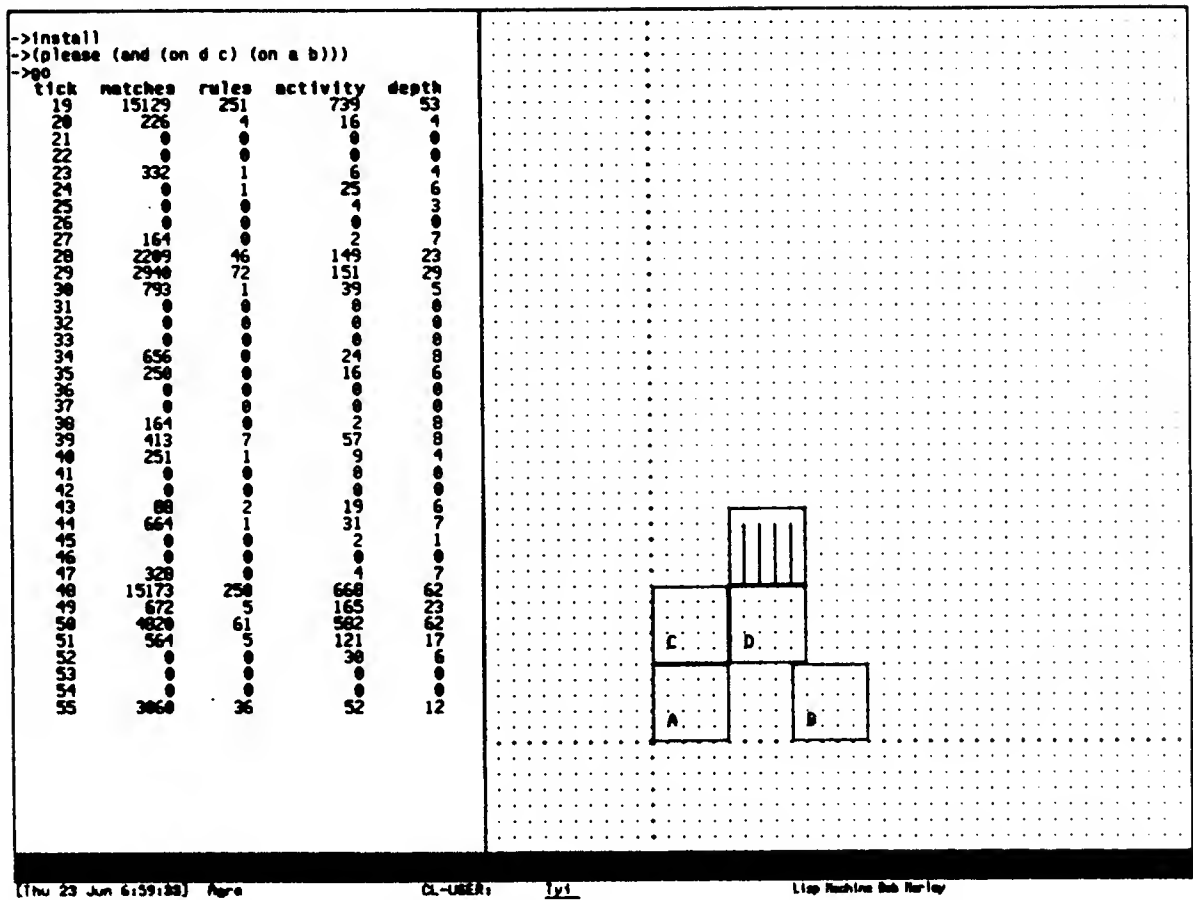 ->install
->(please (and (on d c) (on a b)))
->go
tick matches rules activity depth
19 15129 251 739 53
20 226 4 16 4
21 0 0 0 0
22 0 0 0 0
23 332 1 6 4
24 0 1 25 6
25 0 0 4 3
26 0 0 0 0
27 164 0 2 7
28 2209 46 149 23
29 2940 72 151 29
30 793 1 39 5
31 0 0 0 0
32 0 0 0 0
33 0 0 0 0
34 656 0 24 8
35 250 0 16 6
36 0 0 0 0
37 0 0 0 0
38 164 0 2 8
39 413 7 57 8
40 251 1 9 4
41 0 0 0 0
42 0 0 0 0
43 88 2 19 6
44 664 1 31 7
45 0 0 2 1
46 0 0 0 0
47 328 0 4 7
48 15173 250 660 62
49 672 5 165 23
50 4820 61 582 62
51 564 5 121 17
52 0 0 30 6
53 0 0 0 0
54 0 0 0 0
55 3060 36 52 12
C D
A B
[Thu 23 Jun 6:59:38] Agre CL-USER: Tyi Lisp Machine Bob Marley